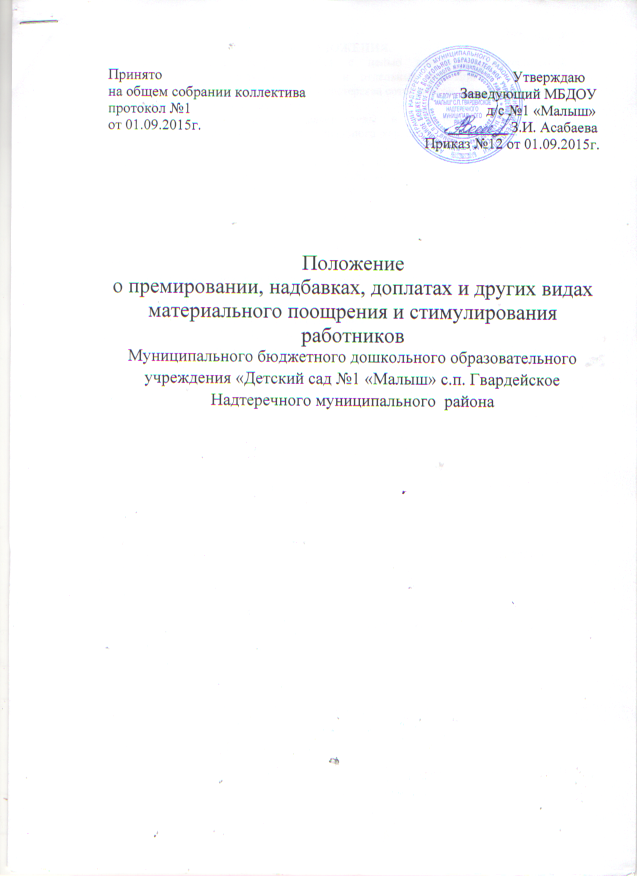 Принято
на общем собрании коллектива
протокол №1
от 01.09.2015г.
Утверждаю
Заведующий МБДОУ
д/с №1 «Малыш»
З.И. Асабаева
Приказ №12 от 01.09.2015г.
Положение
о премировании, надбавках, доплатах и других видах
материального поощрения и стимулирования
работников
Муниципального бюджетного дошкольного образовательного
учреждения «Детский сад №1 «Малыш» с.п. Гвардейское
Надтеречного муниципального района